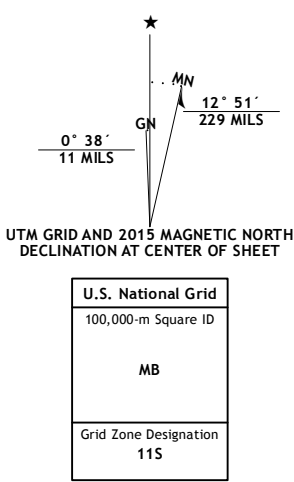 MN
GN
0° 38´
11 MILS
12° 51´
229 MILS
UTM GRID AND 2015 MAGNETIC NORTH
DECLINATION AT CENTER OF SHEET
U.S. National Grid
100,000-m Square ID
MB
Grid Zone Designation
11S